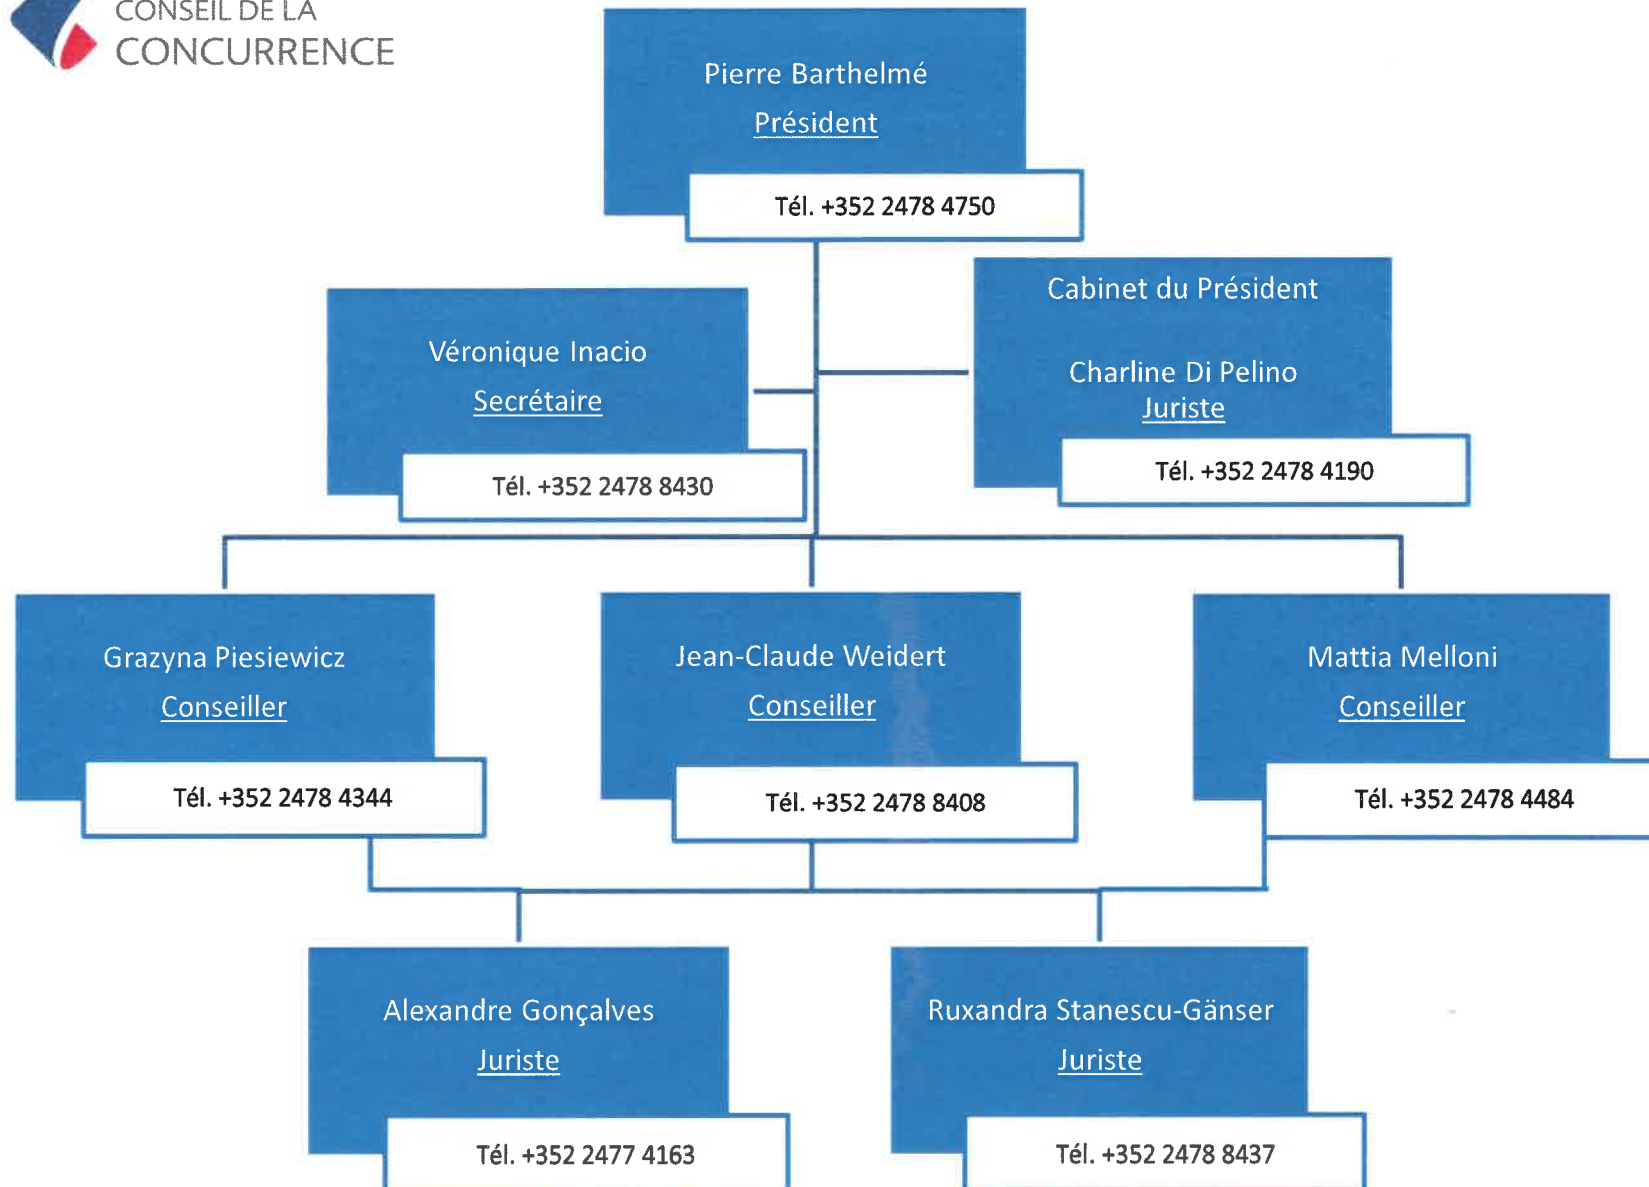 CONSEIL DE LA
CONCURRENCE
Pierre Barthelmé
Président
Tél. +352 2478 4750
Cabinet du Président
Charline Di Pelino
Juriste
Tél. +352 2478 4190
Véronique Inacio
Secrétaire
Tél. +352 2478 8430
Grazyna Piesiewicz
Conseiller
Tél. +352 2478 4344
Jean-Claude Weidert
Conseiller
Tél. +352 2478 8408
Mattia Melloni
Conseiller
Tél. +352 2478 4484
Alexandre Gonçalves
Juriste
Tél. +352 2477 4163
Ruxandra Stanescu-Gänser
Juriste
Tél. +352 2478 8437